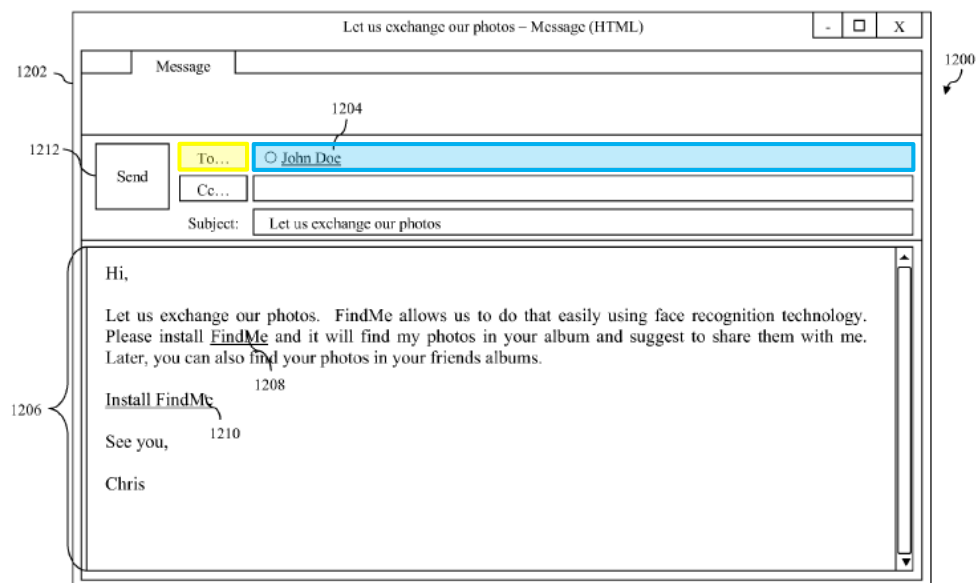 Let us exchange our photos – Message (HTML)
- X
1202
Message
1200
1204
1212
Send
To...
John Doe
Cc...
Subject:
Let us exchange our photos
Hi,
Let us exchange our photos. FindMe allows us to do that easily using face recognition technology.
Please install FindMe and it will find my photos in your album and suggest to share them with me.
Later, you can also find your photos in your friends albums.
1208
Install FindMe
1206
1210
See you,
Chris